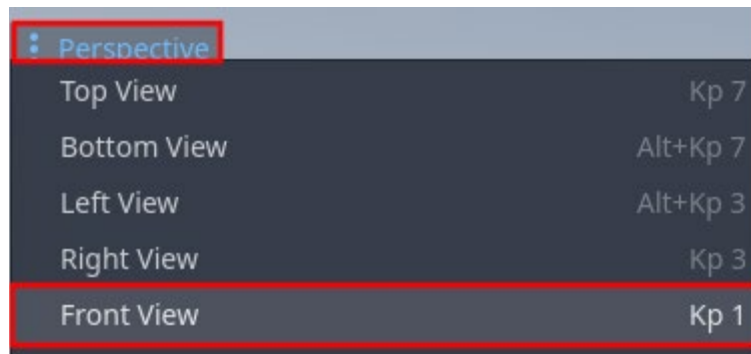 Perspective
Top View Kp 7
Bottom View Alt+Kp 7
Left View Alt+Kp 3
Right View Kp 3
Front View Kp 1